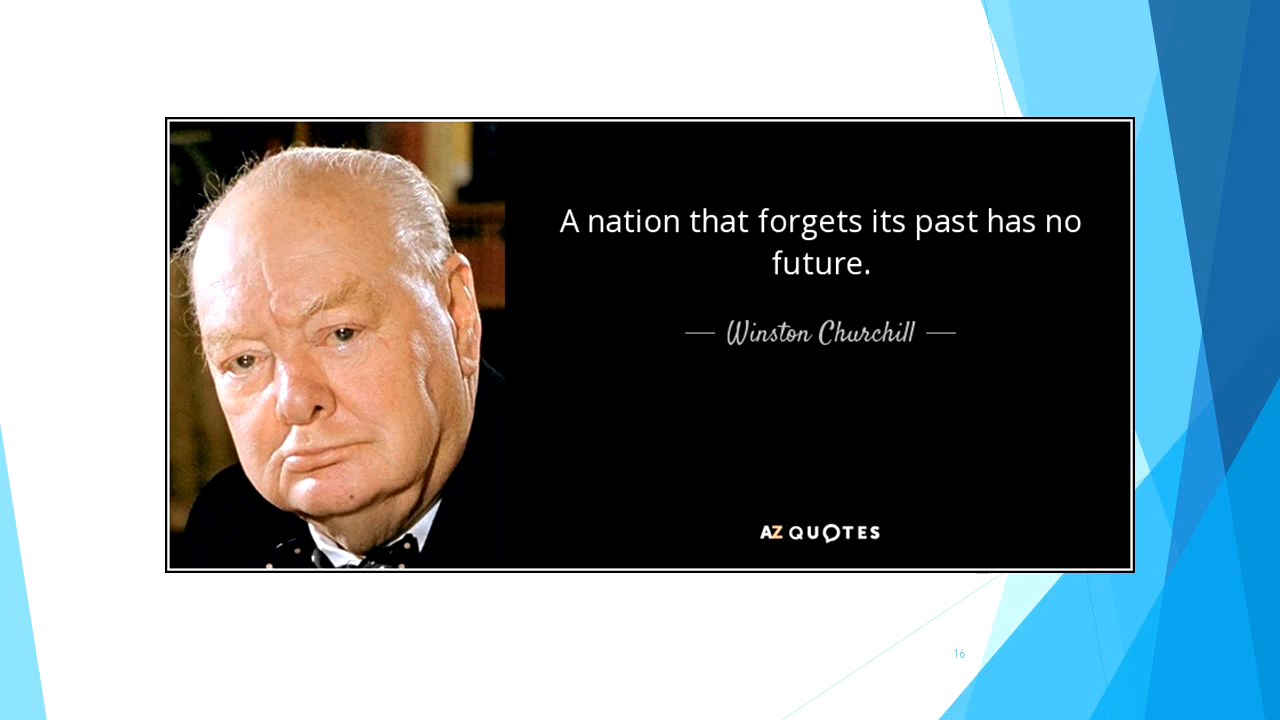 A nation that forgets its past has no
future.
Winston Churchill
AZ QUOTES
16